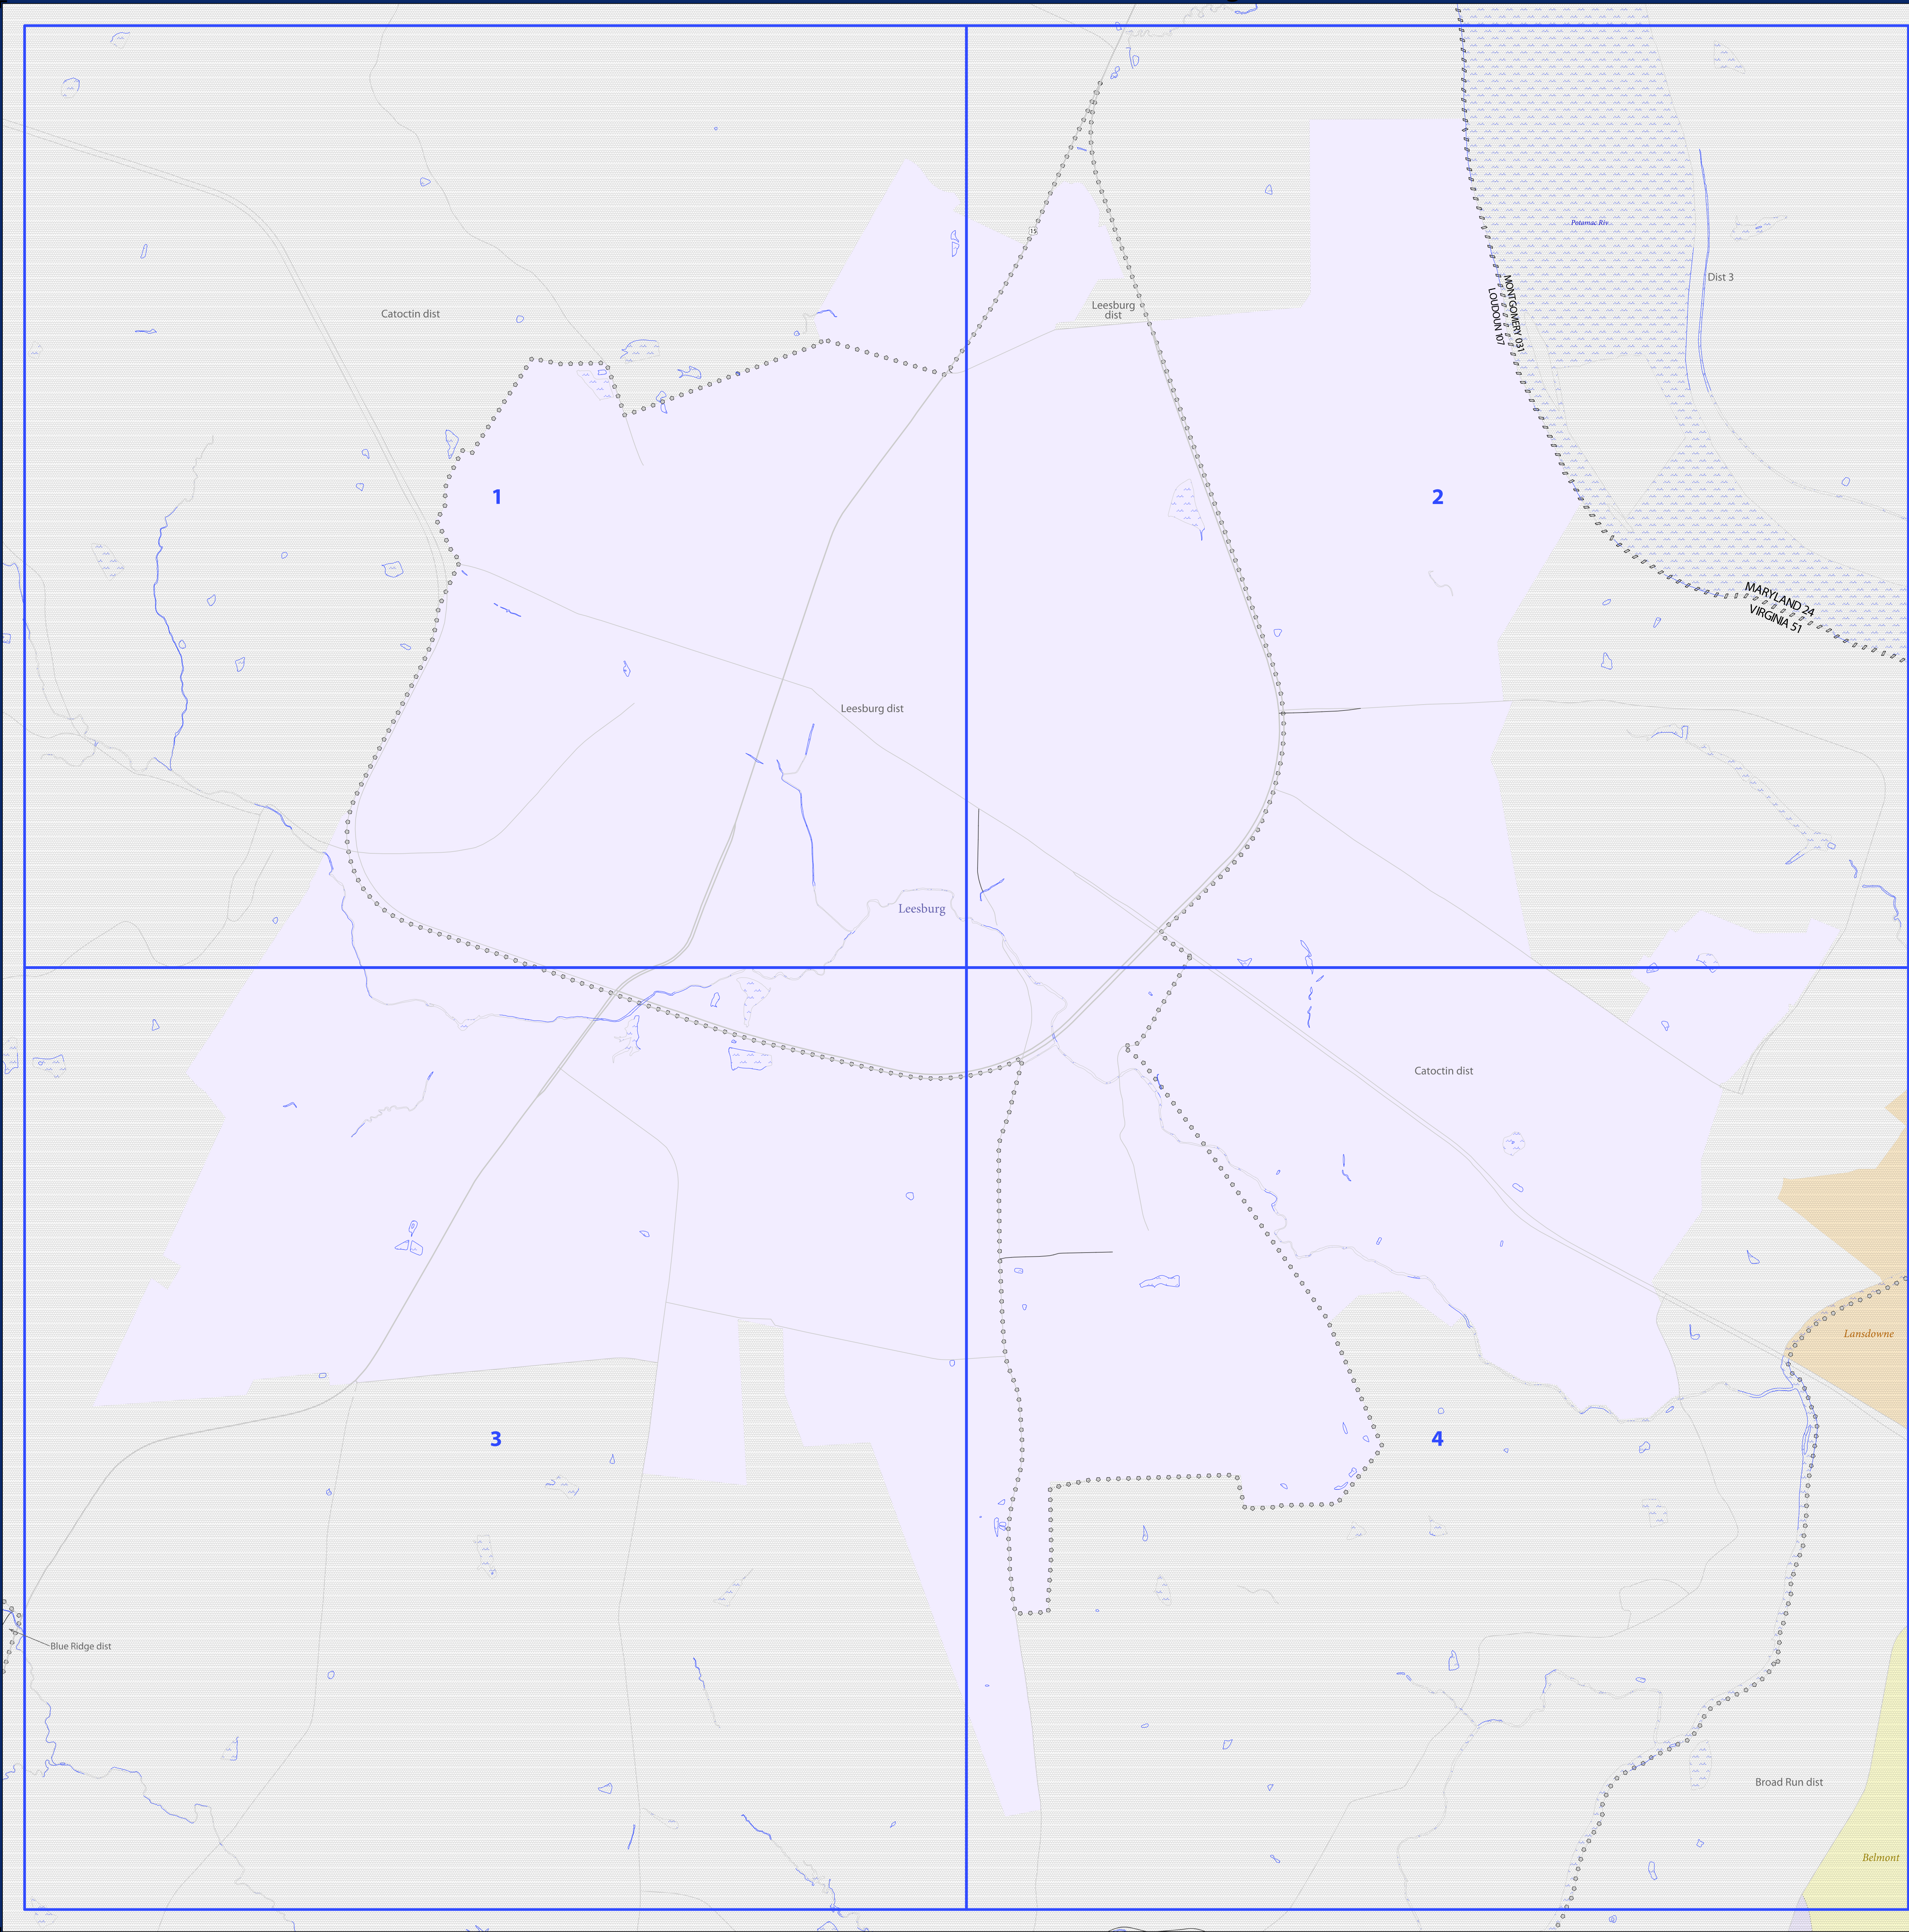 15
Potamac Riv
Dist 3
MONTGOMERY 031
LOUDOUN 107
Catoctin dist
Leesburg
dist
1
2
MARYLAND 24
VIRGINIA 51
Leesburg dist
Leesburg
Catoctin dist
Lansdowne
3
4
Blue Ridge dist
Broad Run dist
Belmont